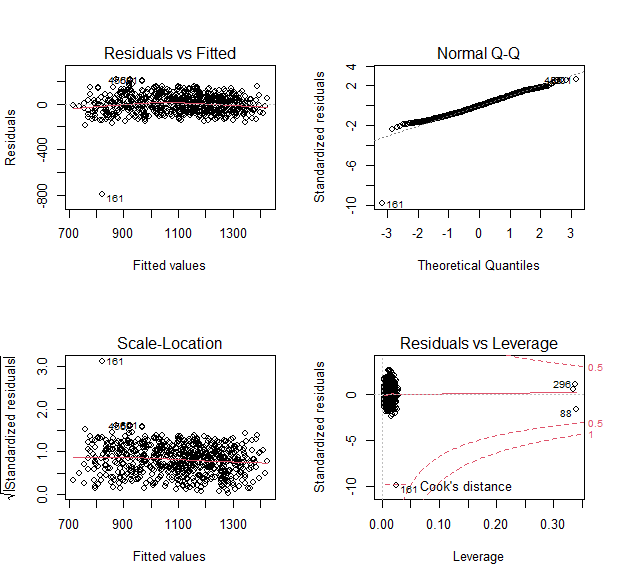 Residuals vs Fitted
Residuals
0
-400
-800
161
700 900 1100 1300
Fitted values
Normal Q-Q
Standardized residuals
4
2
-2
-6
-10
161
-3 -2 -1 0 1 2 3
Theoretical Quantiles
Scale-Location
√|Standardized residuals|
3.0
2.0
1.0
0.0
161
700 900 1100 1300
Fitted values
Residuals vs Leverage
Standardized residuals
0
-5
-10
296
88
161
Cook's distance
0.5
0.5
1
0.00 0.10 0.20 0.30
Leverage